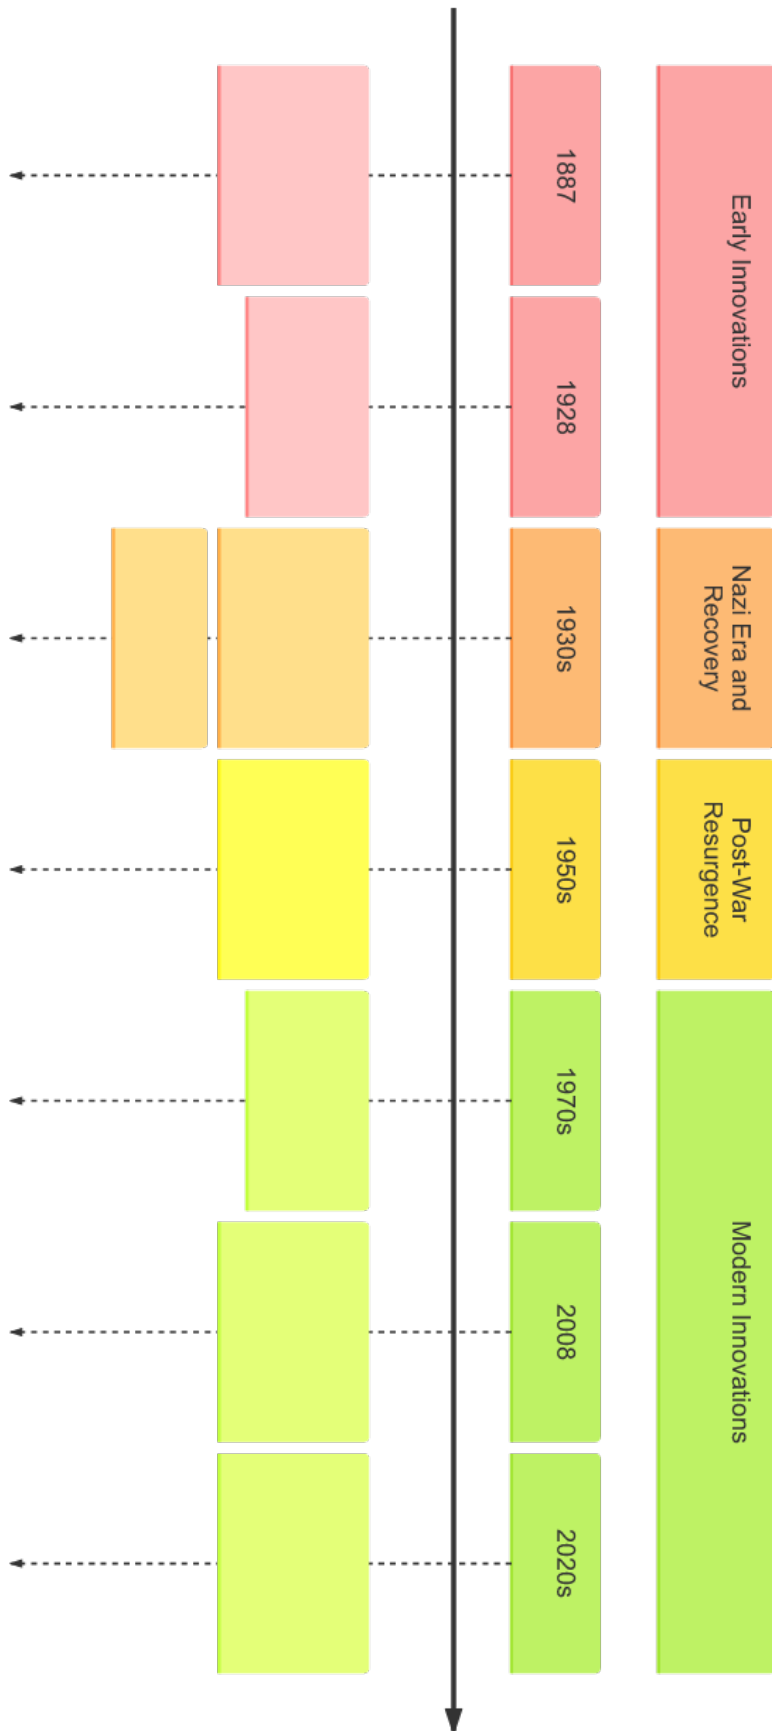 Early Innovations
Nazi Era and
Recovery
Post-War
Resurgence
Modern Innovations
1887
1928
1930s
1950s
1970s
2008
2020s